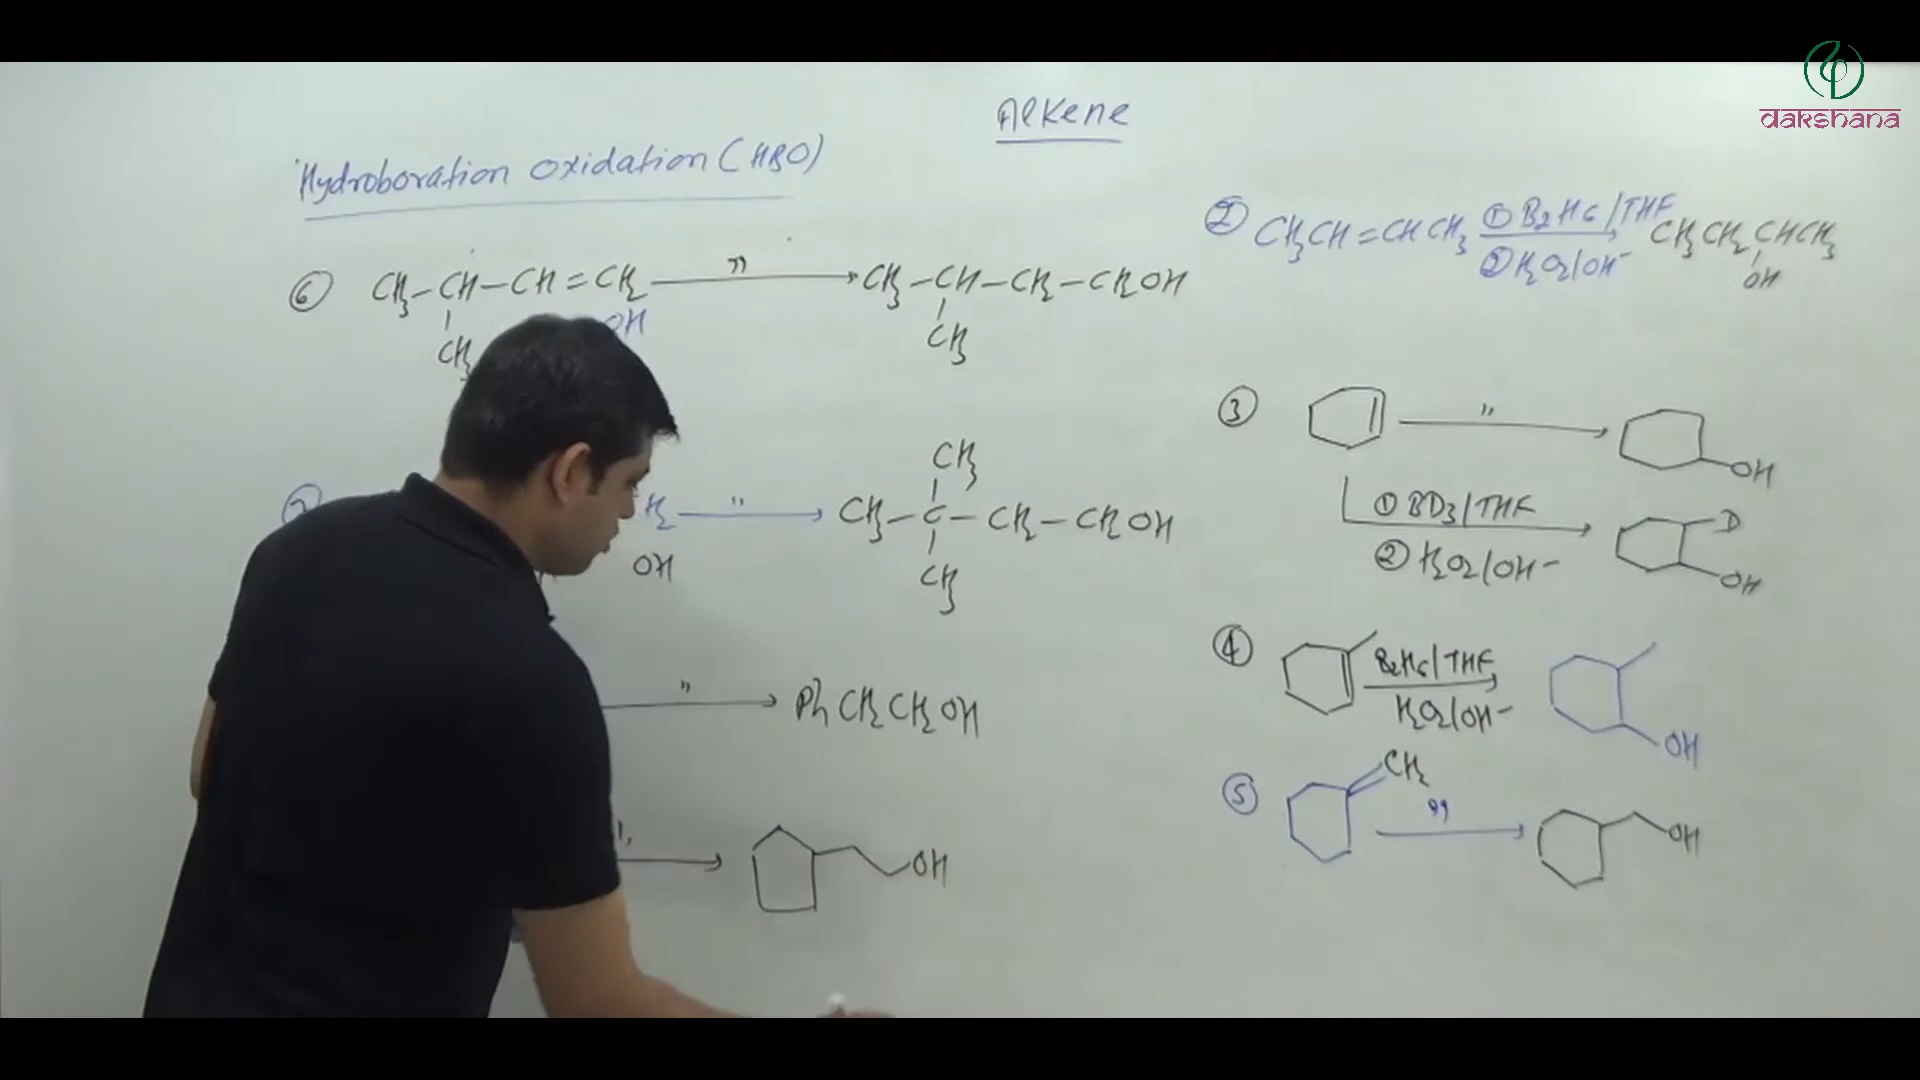 dakshana
Alkene
Hydroboration oxidation (HBO)
⑥ CH3-CH-CH=CH2 ―"→ CH3-CH-CH2-CH2OH
OH
CH3
CH3
CH3
H2 ―"→ CH3-C-CH2-CH2OH
OH
CH3
"→ PhCH2CH2OH
"→ OH
② CH3CH=CHCH3 ① B2H6/THF → CH3CH2CHCH3
② H2O2/OH-
OH
③ " → OH
① BD3/THF → D
② H2O2/OH-
OH
④ B2H6/THF →
H2O2/OH-
OH
⑤ CH2
" → OH